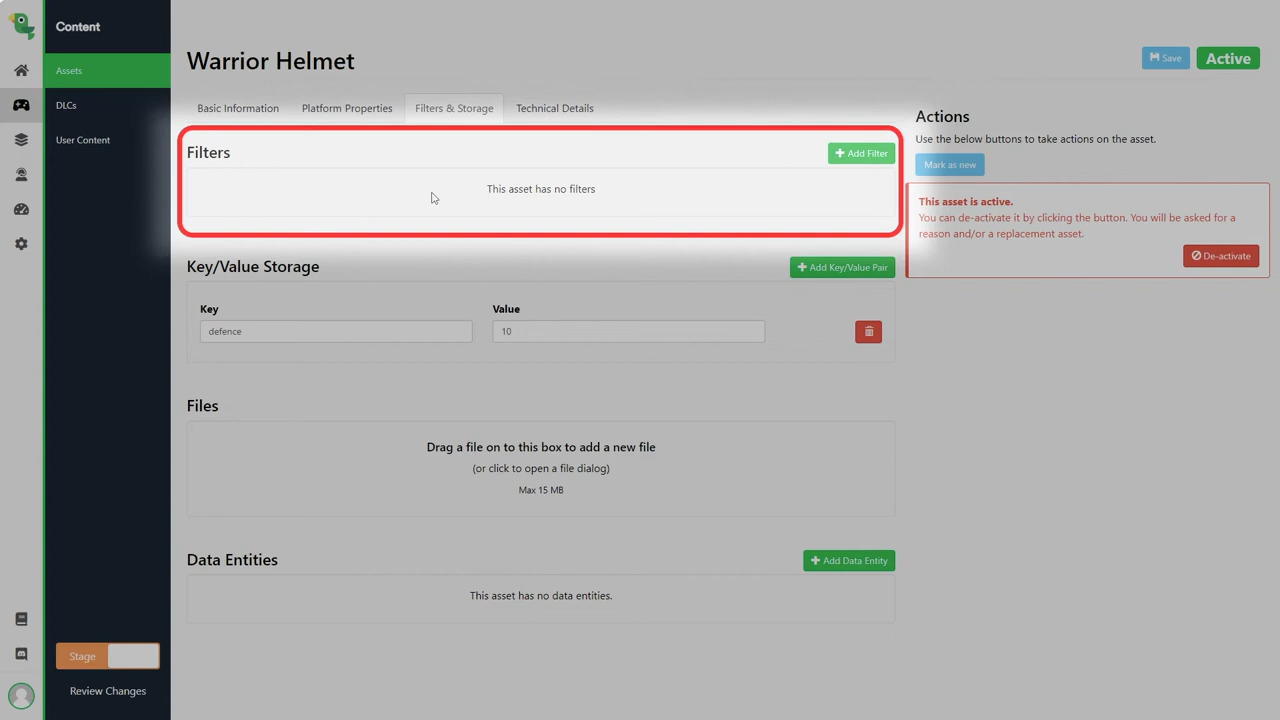 Content
Assets
DLCs
User Content
Stage
Review Changes
Warrior Helmet
Save
Active
Basic Information
Platform Properties
Filters & Storage
Technical Details
Filters
Add Filter
This asset has no filters
Key/Value Storage
Add Key/Value Pair
Key
Value
defence
10
Files
Drag a file on to this box to add a new file
(or click to open a file dialog)
Max 15 MB
Data Entities
Add Data Entity
This asset has no data entities.
Actions
Use the below buttons to take actions on the asset.
Mark as new
This asset is active.
You can de-activate it by clicking the button. You will be asked for a
reason and/or a replacement asset.
De-activate